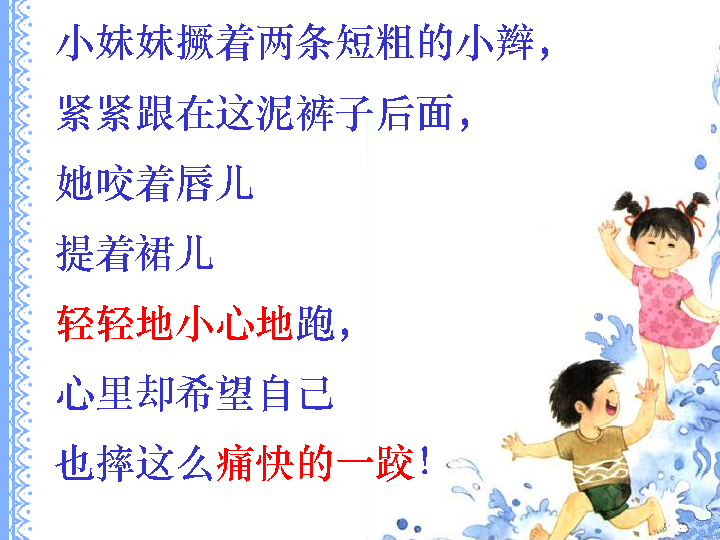 小妹妹撅着两条短粗的小辫，
紧紧跟在这泥裤子后面，
她咬着唇儿
提着裙儿
轻轻地小心地跑，
心里却希望自己
也摔这么痛快的一跤！